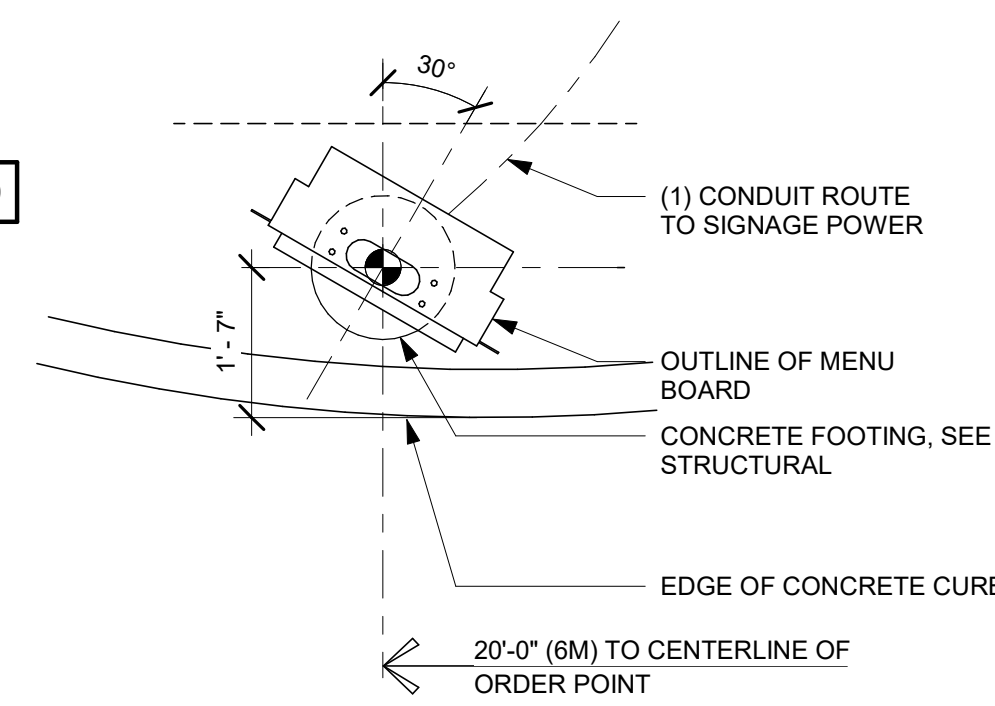 30°
(1) CONDUIT ROUTE
TO SIGNAGE POWER
1' - 7"
OUTLINE OF MENU
BOARD
CONCRETE FOOTING, SEE
STRUCTURAL
EDGE OF CONCRETE
20'-0" (6M) TO CENTERLINE OF
ORDER POINT